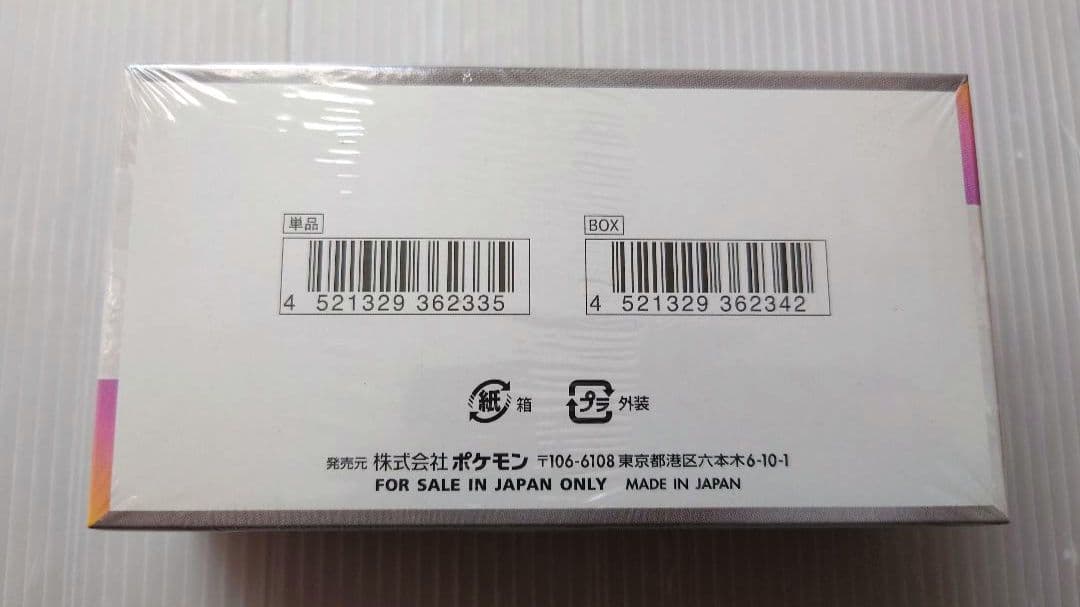 単品
4 521329 362335
BOX
4 521329 362342
紙 箱
プラ 外装
発売元 株式会社 ポケモン 〒106-6108 東京都港区六本木6-10-1
FOR SALE IN JAPAN ONLY MADE IN JAPAN